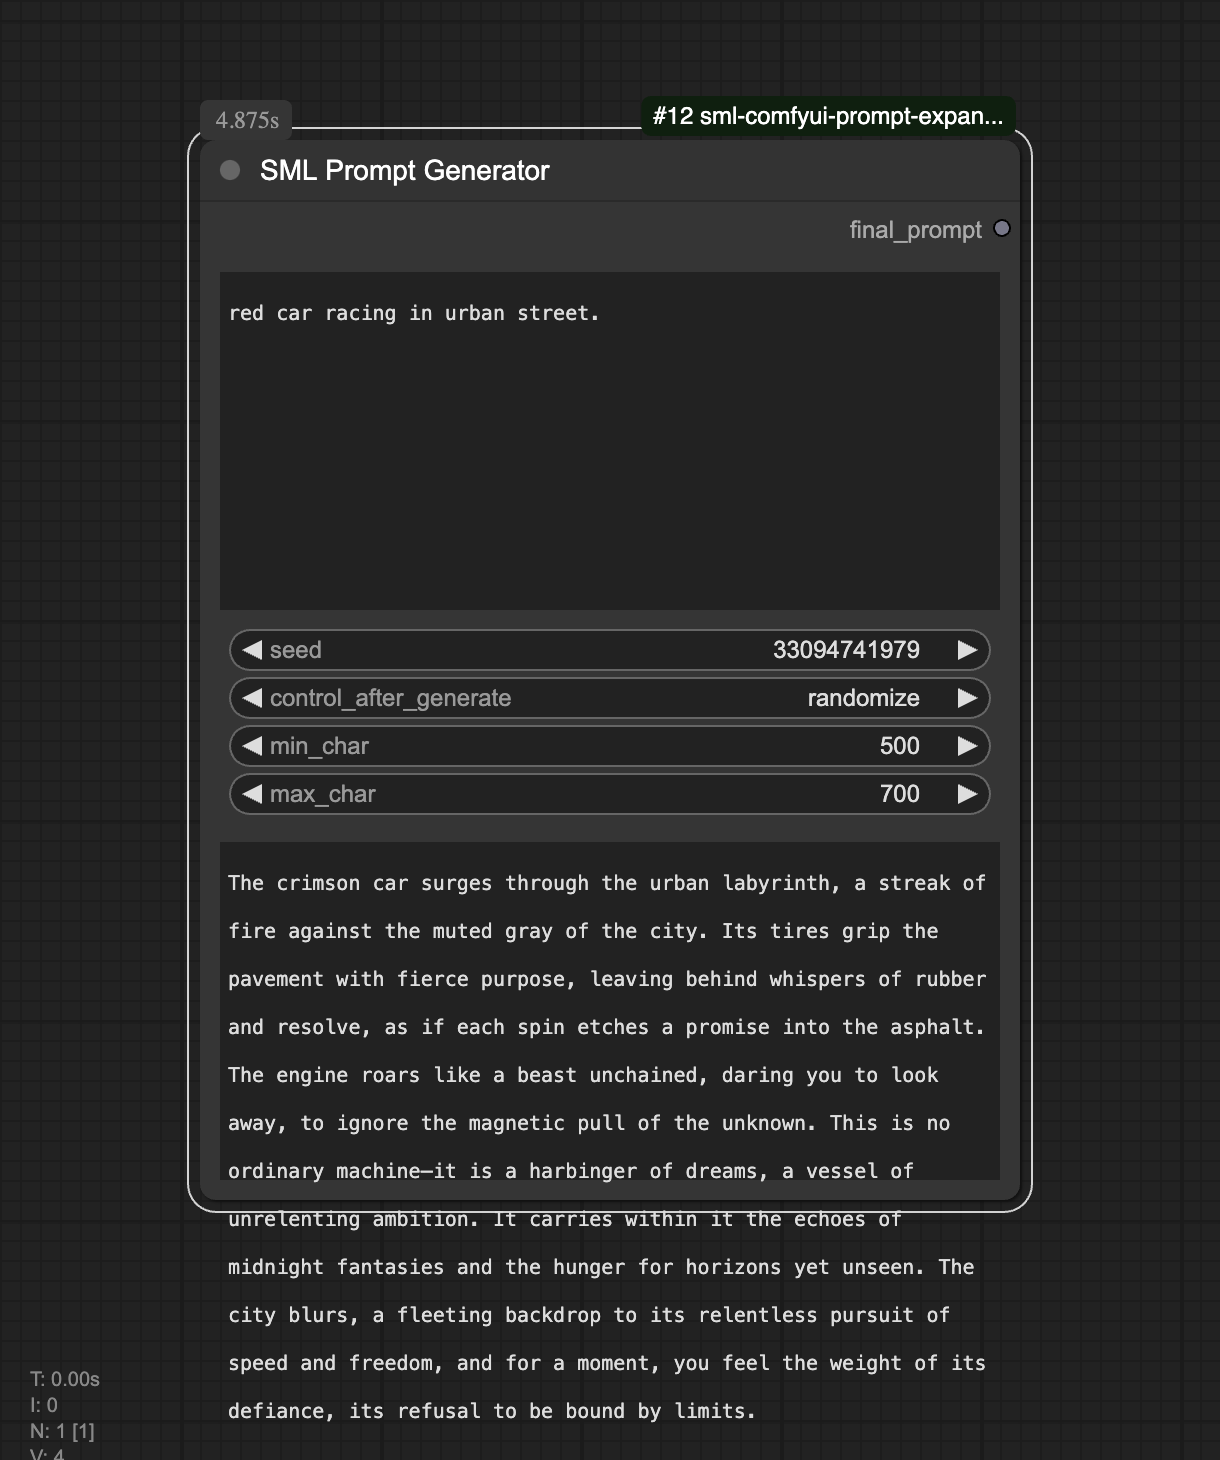 4.875s
#12 sml-comfyui-prompt-expan...
SML Prompt Generator
final_prompt
red car racing in urban street.
seed 33094741979
control_after_generate randomize
min_char 500
max_char 700
The crimson car surges through the urban labyrinth, a streak of
fire against the muted gray of the city. Its tires grip the
pavement with fierce purpose, leaving behind whispers of rubber
and resolve, as if each spin etches a promise into the asphalt.
The engine roars like a beast unchained, daring you to look
away, to ignore the magnetic pull of the unknown. This is no
ordinary machine—it is a harbinger of dreams, a vessel of
unrelenting ambition. It carries within it the echoes of
midnight fantasies and the hunger for horizons yet unseen. The
city blurs, a fleeting backdrop to its relentless pursuit of
speed and freedom, and for a moment, you feel the weight of its
defiance, its refusal to be bound by limits.
T: 0.00s
I: 0
N: 1 [1]
V: 4